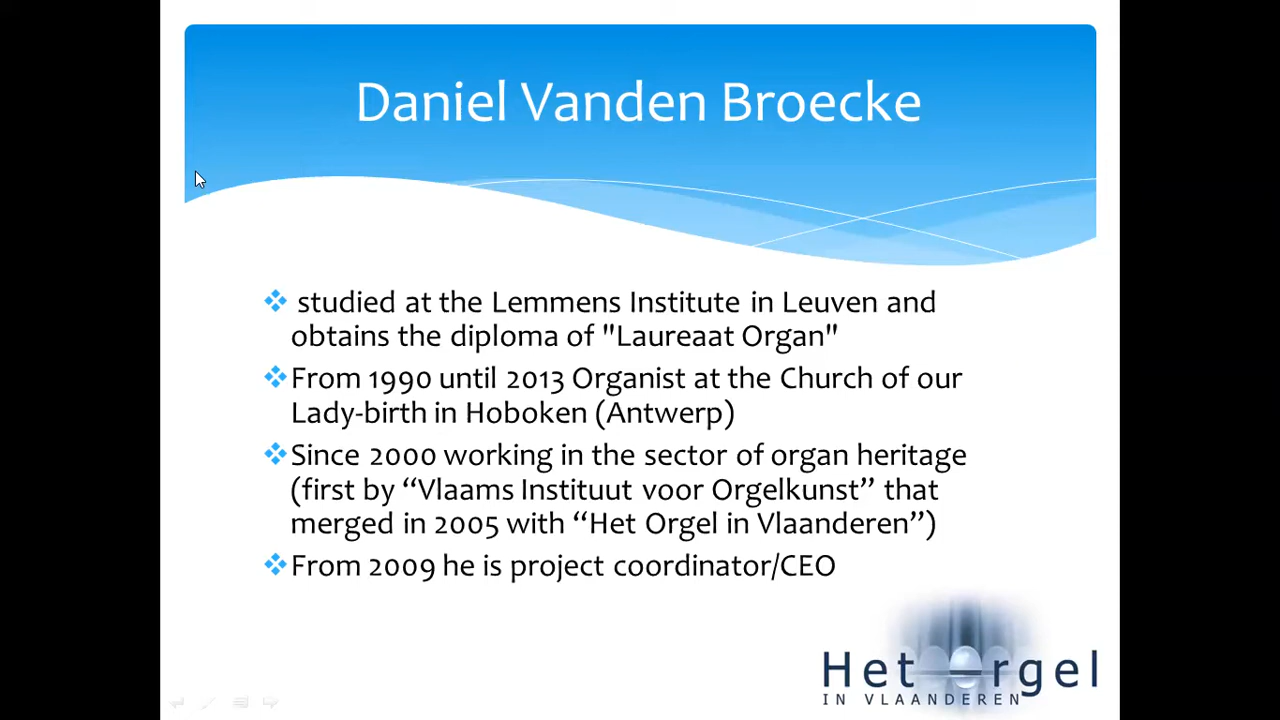 Daniel Vanden Broecke
studied at the Lemmens Institute in Leuven and
obtains the diploma of "Laureaat Organ"
From 1990 until 2013 Organist at the Church of our
Lady-birth in Hoboken (Antwerp)
Since 2000 working in the sector of organ heritage
(first by “Vlaams Instituut voor Orgelkunst” that
merged in 2005 with “Het Orgel in Vlaanderen”)
From 2009 he is project coordinator/CEO
Het Orgel
IN VLAANDEREN